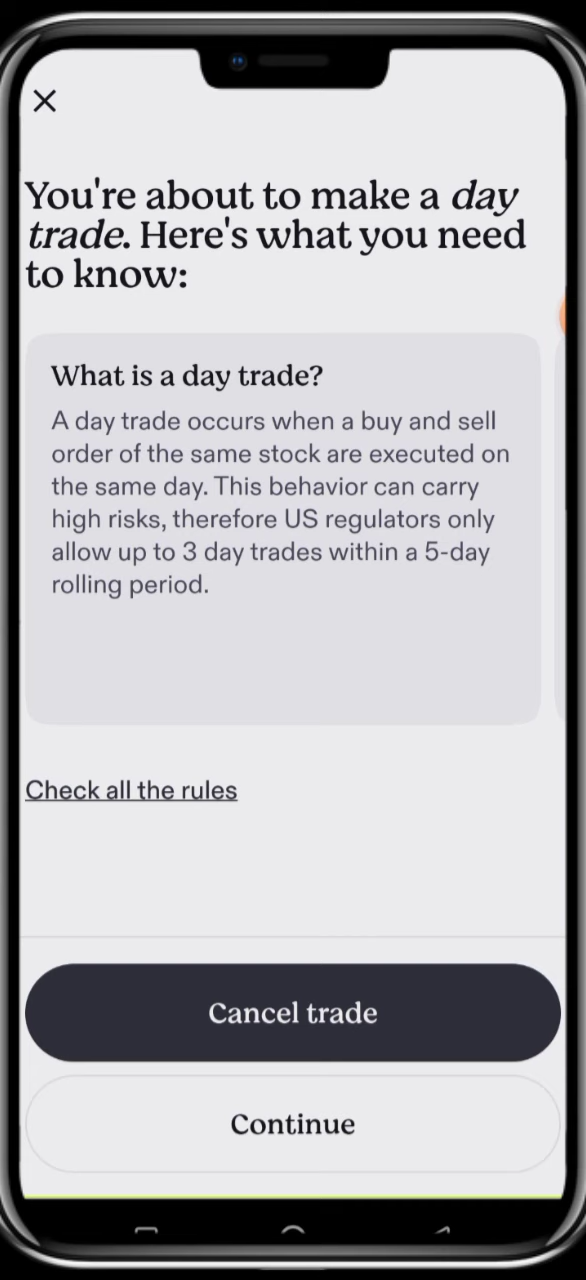 You're about to make a day
trade. Here's what you need
to know:
What is a day trade?
A day trade occurs when a buy and sell
order of the same stock are executed on
the same day. This behavior can carry
high risks, therefore US regulators only
allow up to 3 day trades within a 5-day
rolling period.
Check all the rules
Cancel trade
Continue